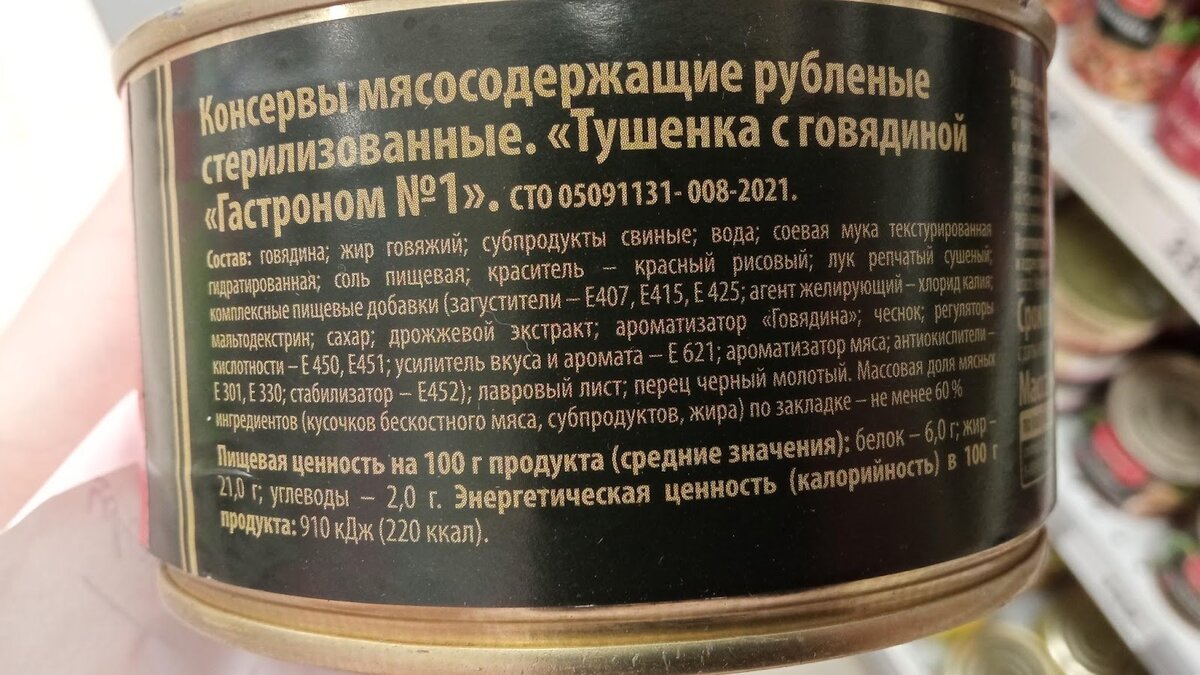 Консервы мясосодержащие рубленые
стерилизованные. «Тушенка с говядиной
«Гастроном №1». СТО 05091131- 008-2021.
Состав: говядина; жир говяжий; субпродукты свиные; вода; соевая мука текстурированная
гидратированная; соль пищевая; краситель – красный рисовый; лук репчатый сушеный;
комплексные пищевые добавки (загустители – Е407, Е415, Е 425; агент желирующий – хлорид калия;
мальтодекстрин; сахар; дрожжевой экстракт; ароматизатор «Говядина»; чеснок; регуляторы
кислотности – Е 450, Е451; усилитель вкуса и аромата – Е 621; ароматизатор мяса; антиокислители –
Е 301, Е 330; стабилизатор – Е452); лавровый лист; перец черный молотый. Массовая доля мясных
ингредиентов (кусочков бескостного мяса, субпродуктов, жира) по закладке – не менее 60 %
Пищевая ценность на 100 г продукта (средние значения): белок – 6,0 г; жир –
21,0 г; углеводы – 2,0 г. Энергетическая ценность (калорийность) в 100 г
продукта: 910 кДж (220 ккал).